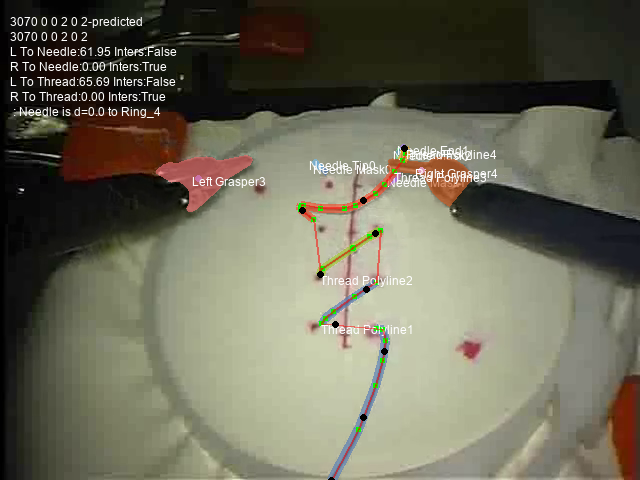 3070 0 0 2 0 2-predicted
3070 0 0 2 0 2
L To Needle:61.95 Inters:False
R To Needle:0.00 Inters:True
L To Thread:65.69 Inters:False
R To Thread:0.00 Inters:True
: Needle is d=0.0 to Ring_4
Needle End1
Needle Tip0
Needle Mask0
Right Grasper4
Left Grasper3
Thread Polyline2
Thread Polyline1